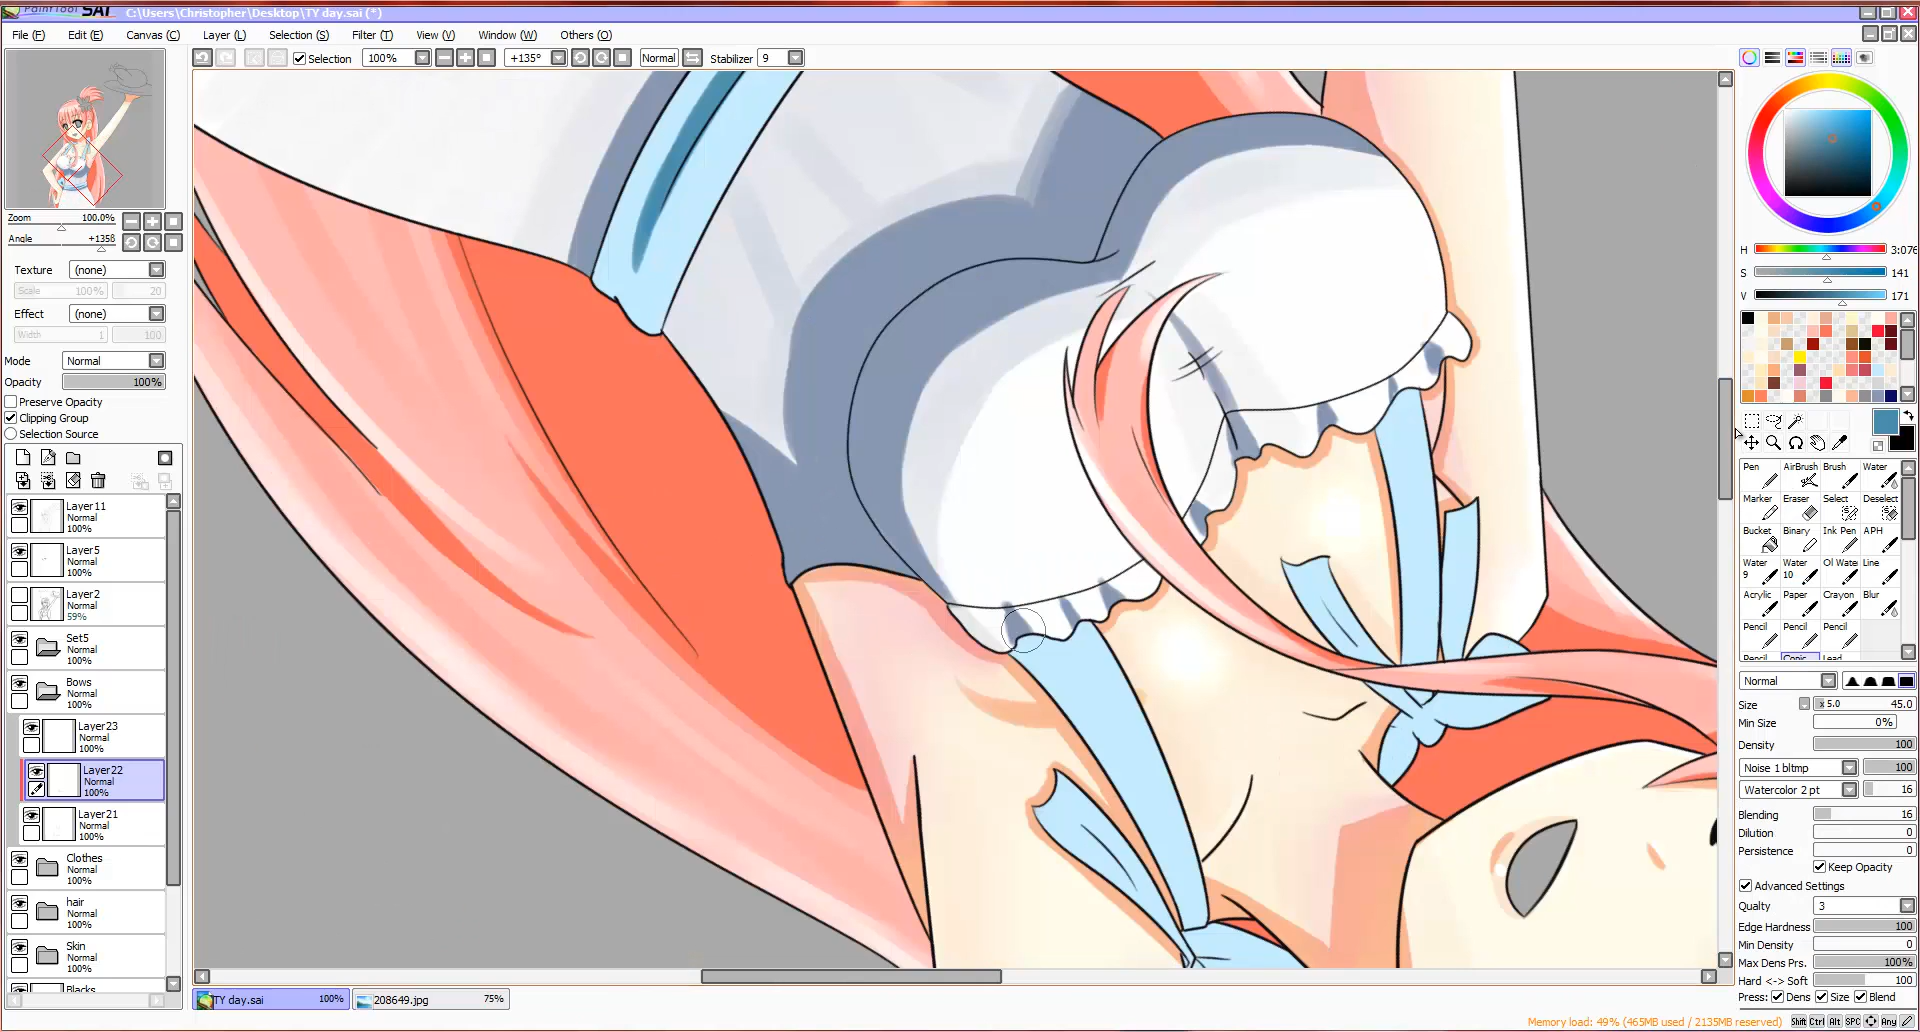 PaintTool SAI C:\Users\Christopher\Desktop\TY day.sai (*)
File (F) Edit (E) Canvas (C) Layer (L) Selection (S) Filter (T) View (V) Window (W) Others (O)
Selection 100% +135° Normal Stabilizer 9
Zoom 100.0%
Angle +135ß
Texture (none)
Scale 100% 20
Effect (none)
Width 1 100
Mode Normal
Opacity 100%
Preserve Opacity
Clipping Group
Selection Source
Layer11
Normal
100%
Layer5
Normal
100%
Layer2
Normal
59%
Set5
Normal
100%
Bows
Normal
100%
Layer23
Normal
100%
Layer22
Normal
100%
Layer21
Normal
100%
Clothes
Normal
100%
hair
Normal
100%
Skin
Normal
100%
Blacks
H 3:076
S 141
V 171
Pen AirBrush Brush Water
Marker Eraser Select Deselect
Bucket Binary Ink Pen APH
Water 9 Water 10 Ol Wate Line
Acrylic Paper Crayon Blur
Pencil Pencil Pencil
Pencil Copic Lead
Normal
Size x 5.0 45.0
Min Size 0%
Density 100
Noise 1 bltmp 100
Watercolor 2 pt 16
Blending 16
Dilution 0
Persistence 0
Keep Opacity
Advanced Settings
Qualty 3
Edge Hardness 100
Min Density 0
Max Dens Prs. 100%
Hard <-> Soft 100
Press: Dens Size Blend
TY day.sai 100% 208649.jpg 75%
Memory load: 49% (465MB used / 2135MB reserved) Shift Ctrl Alt SPC Any